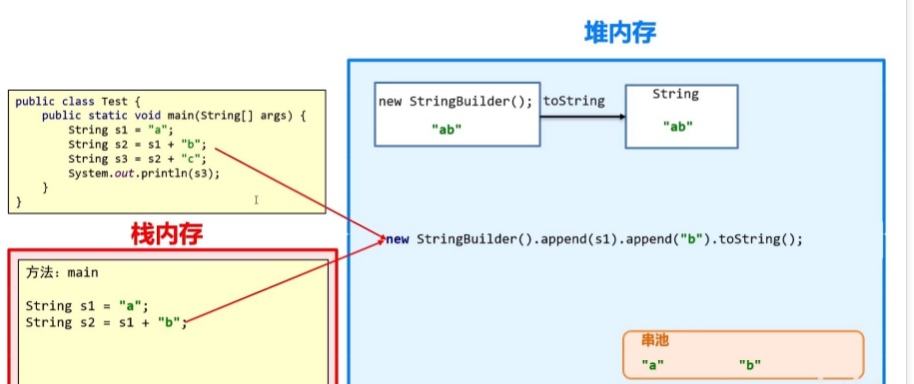 堆内存
public class Test {
public static void main(String[] args) {
String s1 = "a";
String s2 = s1 + "b";
String s3 = s2 + "c";
System.out.println(s3);
}
}
new StringBuilder();
"ab"
toString
String
"ab"
new StringBuilder().append(s1).append("b").toString();
栈内存
方法：main
String s1 = "a";
String s2 = s1 + "b";
串池
"a" "b"